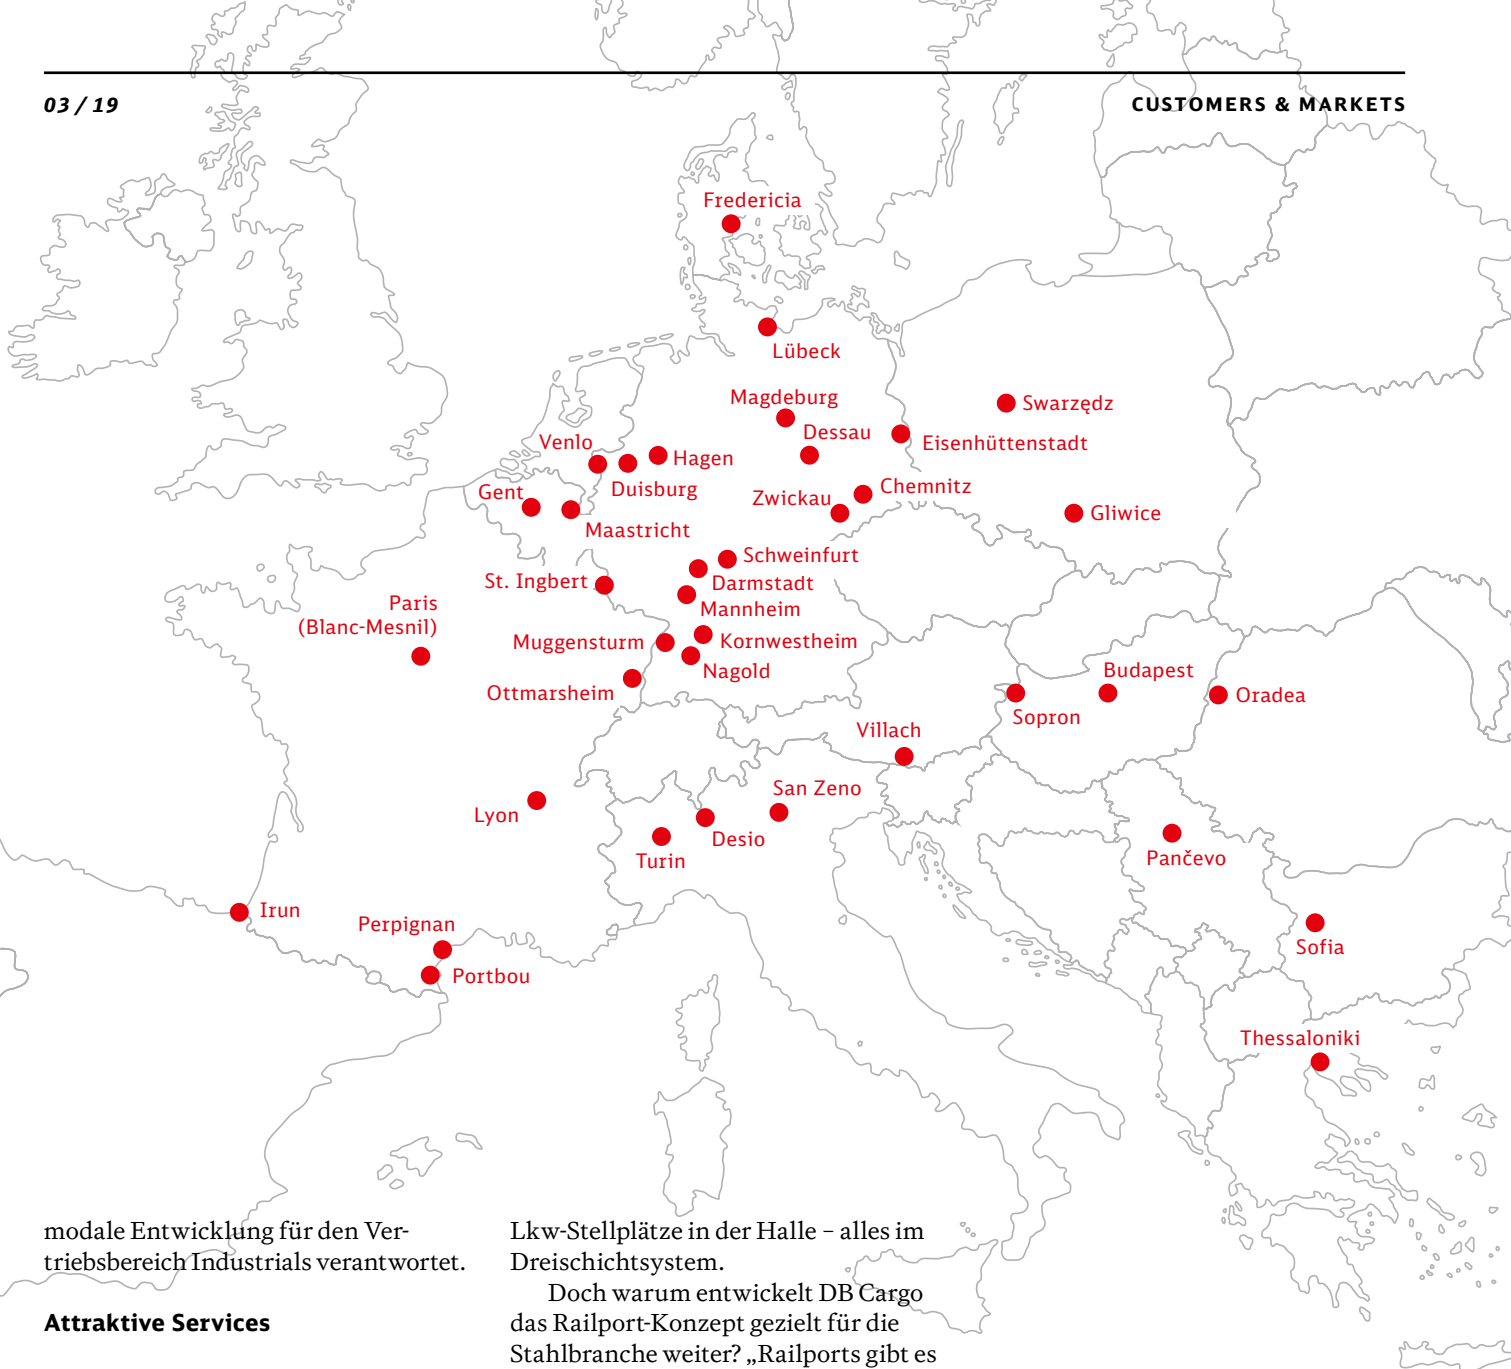 03 / 19
CUSTOMERS & MARKETS
Fredericia
Lübeck
Magdeburg
Swarzędz
Dessau
Venlo
Eisenhüttenstadt
Hagen
Duisburg
Gent
Chemnitz
Zwickau
Gliwice
Maastricht
Schweinfurt
St. Ingbert
Darmstadt
Paris
(Blanc-Mesnil)
Mannheim
Muggensturm
Kornwestheim
Nagold
Budapest
Ottmarsheim
Oradea
Sopron
Villach
San Zeno
Lyon
Desio
Turin
Pančevo
Irun
Perpignan
Sofia
Portbou
Thessaloniki
modale Entwicklung für den Ver-
triebsbereich Industrials verantwortet.
Attraktive Services
Lkw-Stellplätze in der Halle – alles im
Dreischichtsystem.
Doch warum entwickelt DB Cargo
das Railport-Konzept gezielt für die
Stahlbranche weiter? „Railports gibt es